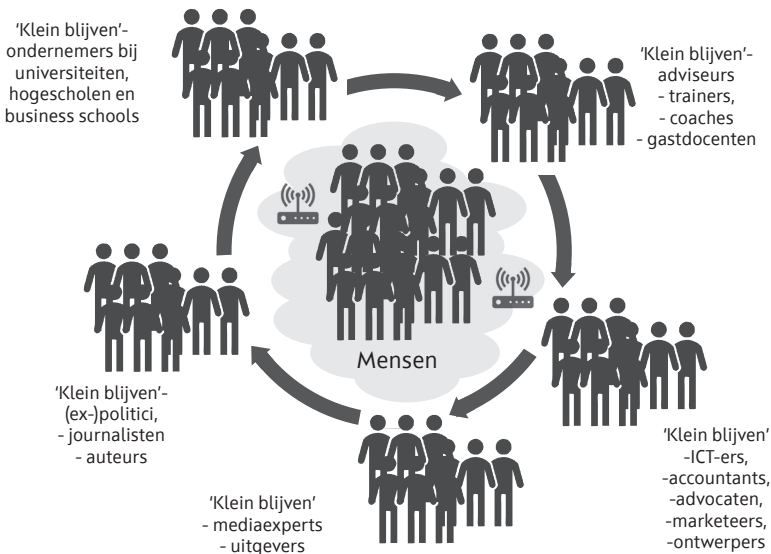 'Klein blijven'-
ondernemers bij
universiteiten,
hogescholen en
business schools
'Klein blijven'-
adviseurs
- trainers,
- coaches
- gastdocenten
Mensen
'Klein blijven'-
(ex-)politici,
- journalisten
- auteurs
'Klein blijven'
- mediaexperts
- uitgevers
'Klein blijven'
-ICT-ers,
-accountants,
-advocaten,
-marketeers,
-ontwerpers